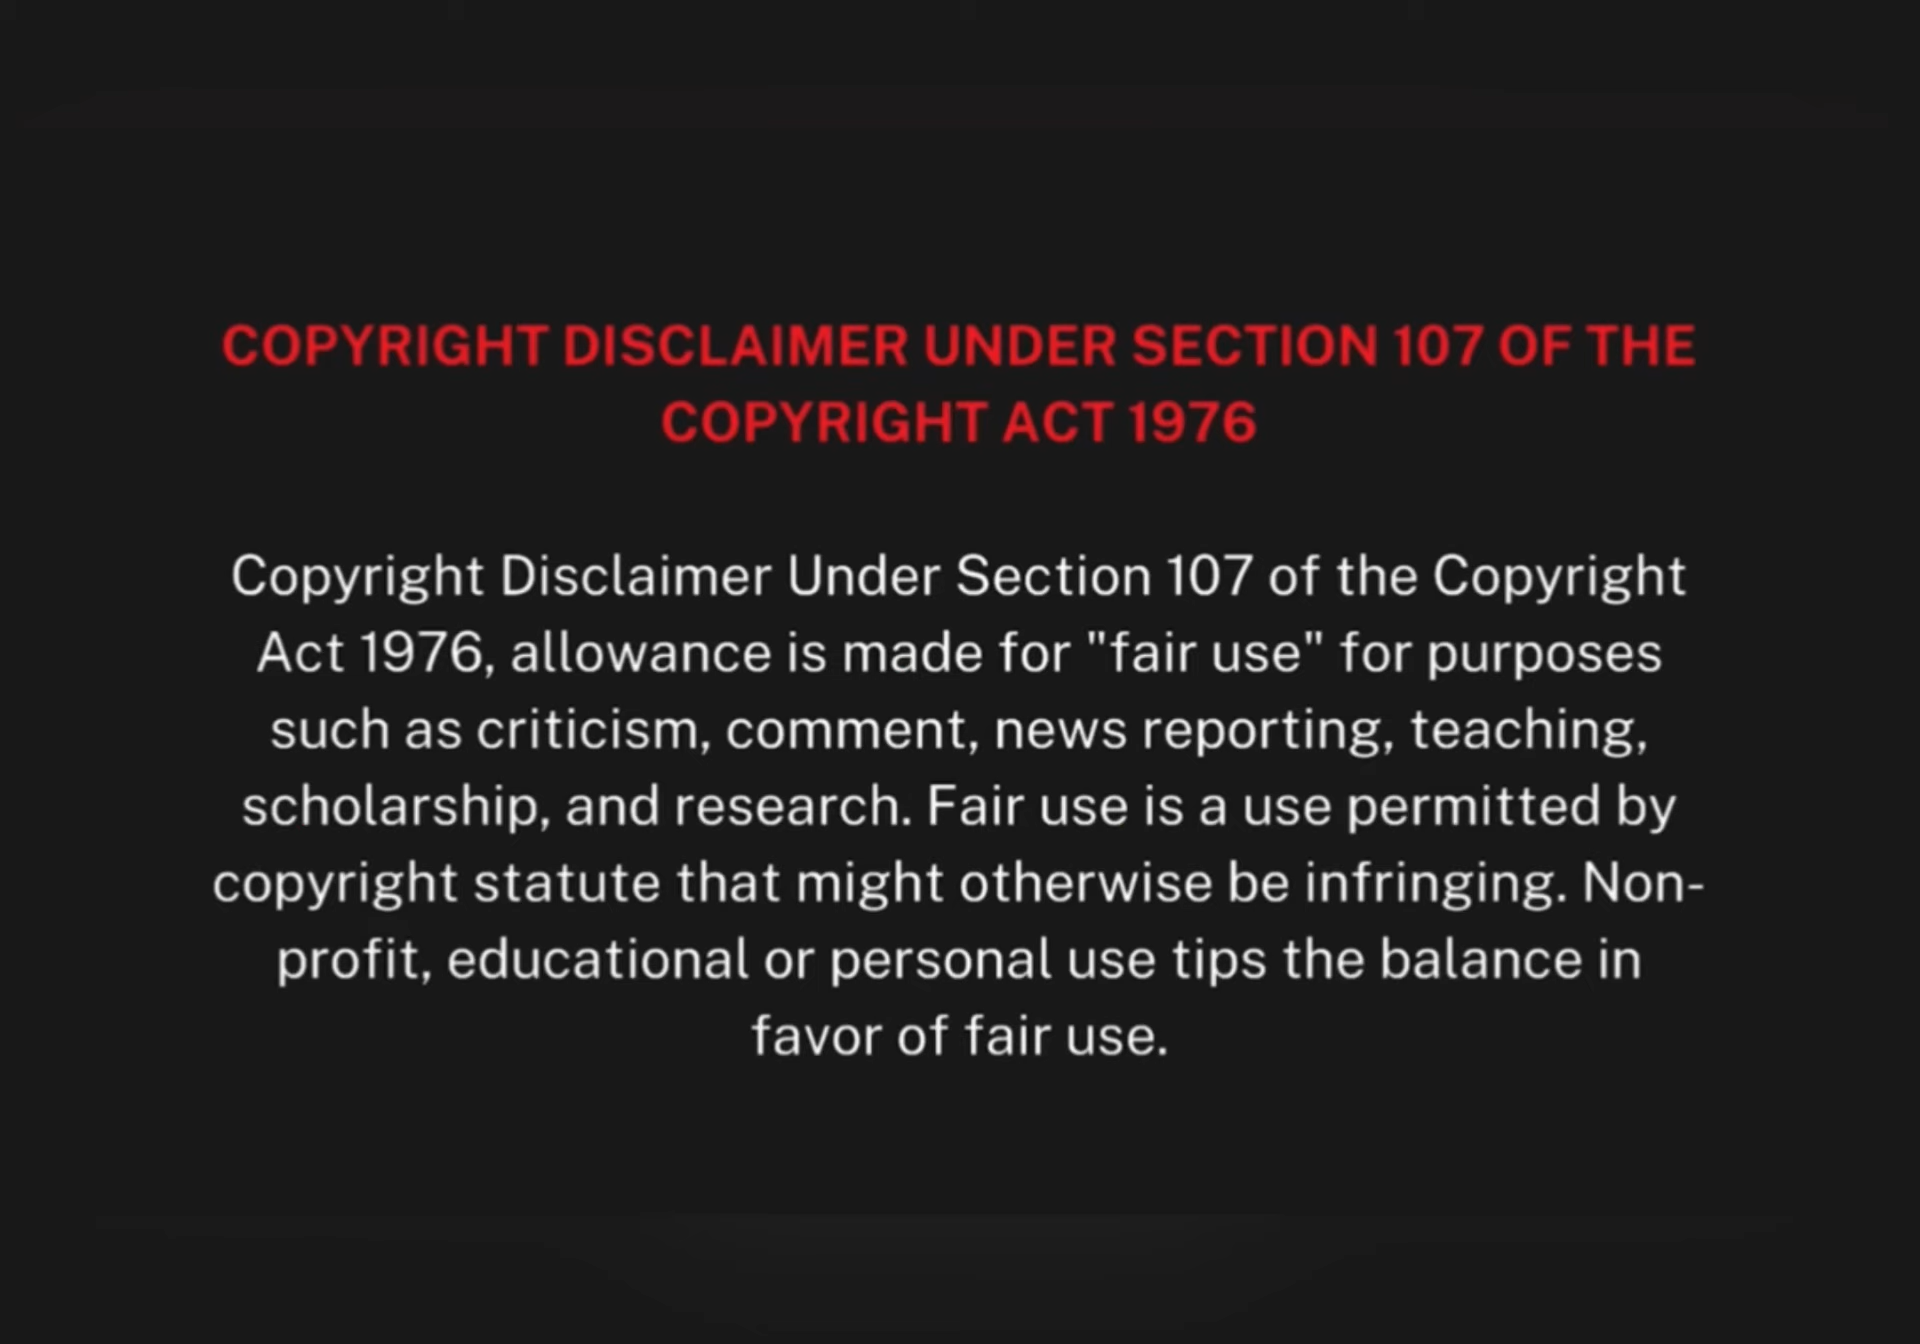 COPYRIGHT DISCLAIMER UNDER SECTION 107 OF THE
COPYRIGHT ACT 1976
Copyright Disclaimer Under Section 107 of the Copyright
Act 1976, allowance is made for "fair use" for purposes
such as criticism, comment, news reporting, teaching,
scholarship, and research. Fair use is a use permitted by
copyright statute that might otherwise be infringing. Non-
profit, educational or personal use tips the balance in
favor of fair use.